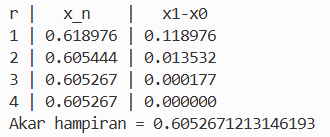 r | x_n | x1-x0
1 | 0.618976 | 0.118976
2 | 0.605444 | 0.013532
3 | 0.605267 | 0.000177
4 | 0.605267 | 0.000000
Akar hampiran = 0.6052671213146193